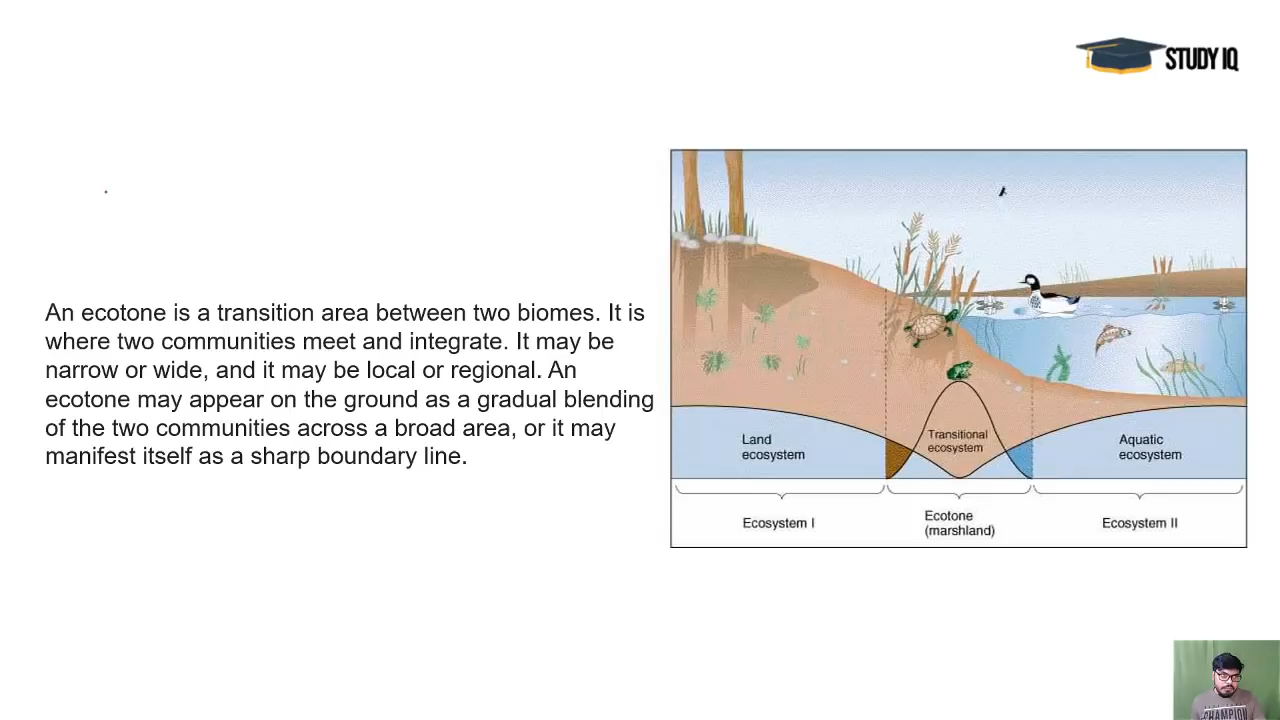 STUDY IQ
An ecotone is a transition area between two biomes. It is
where two communities meet and integrate. It may be
narrow or wide, and it may be local or regional. An
ecotone may appear on the ground as a gradual blending
of the two communities across a broad area, or it may
manifest itself as a sharp boundary line.
Land
ecosystem
Transitional
ecosystem
Aquatic
ecosystem
Ecosystem I
Ecotone
(marshland)
Ecosystem II
CHAMPION